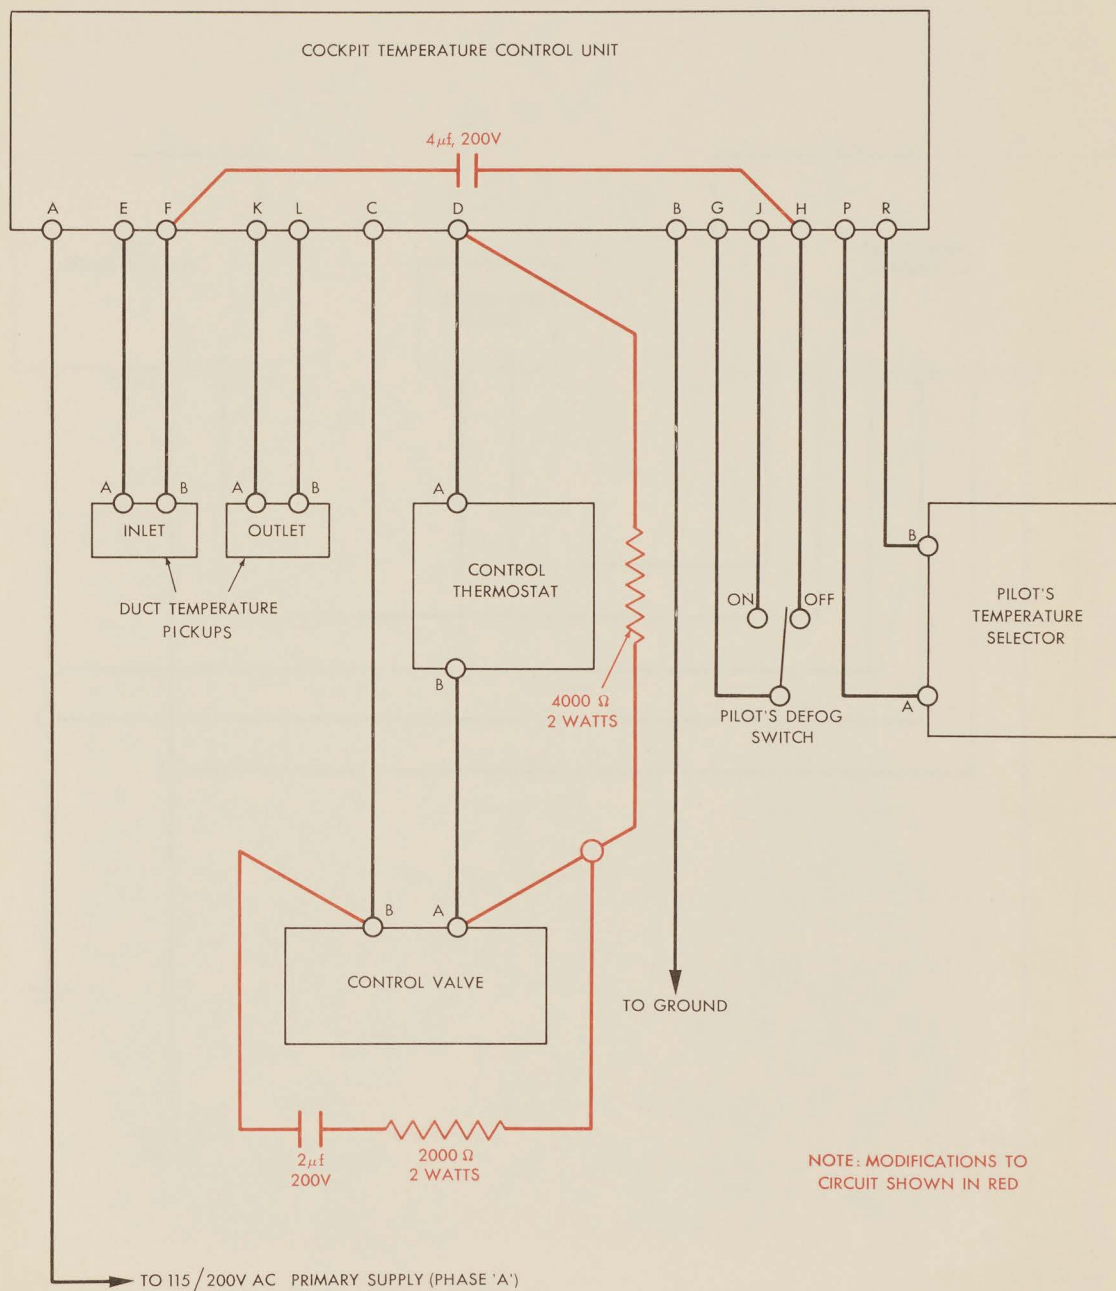 COCKPIT TEMPERATURE CONTROL UNIT
4μf, 200V
A E F K L C D B G J H P R
A B A B
INLET OUTLET
DUCT TEMPERATURE
PICKUPS
A
CONTROL
THERMOSTAT
B
4000 Ω
2 WATTS
ON OFF
PILOT'S DEFOG
SWITCH
B
PILOT'S
TEMPERATURE
SELECTOR
A
B A
CONTROL VALVE
TO GROUND
2μf
200V
2000 Ω
2 WATTS
NOTE: MODIFICATIONS TO
CIRCUIT SHOWN IN RED
TO 115/200V AC PRIMARY SUPPLY (PHASE 'A')